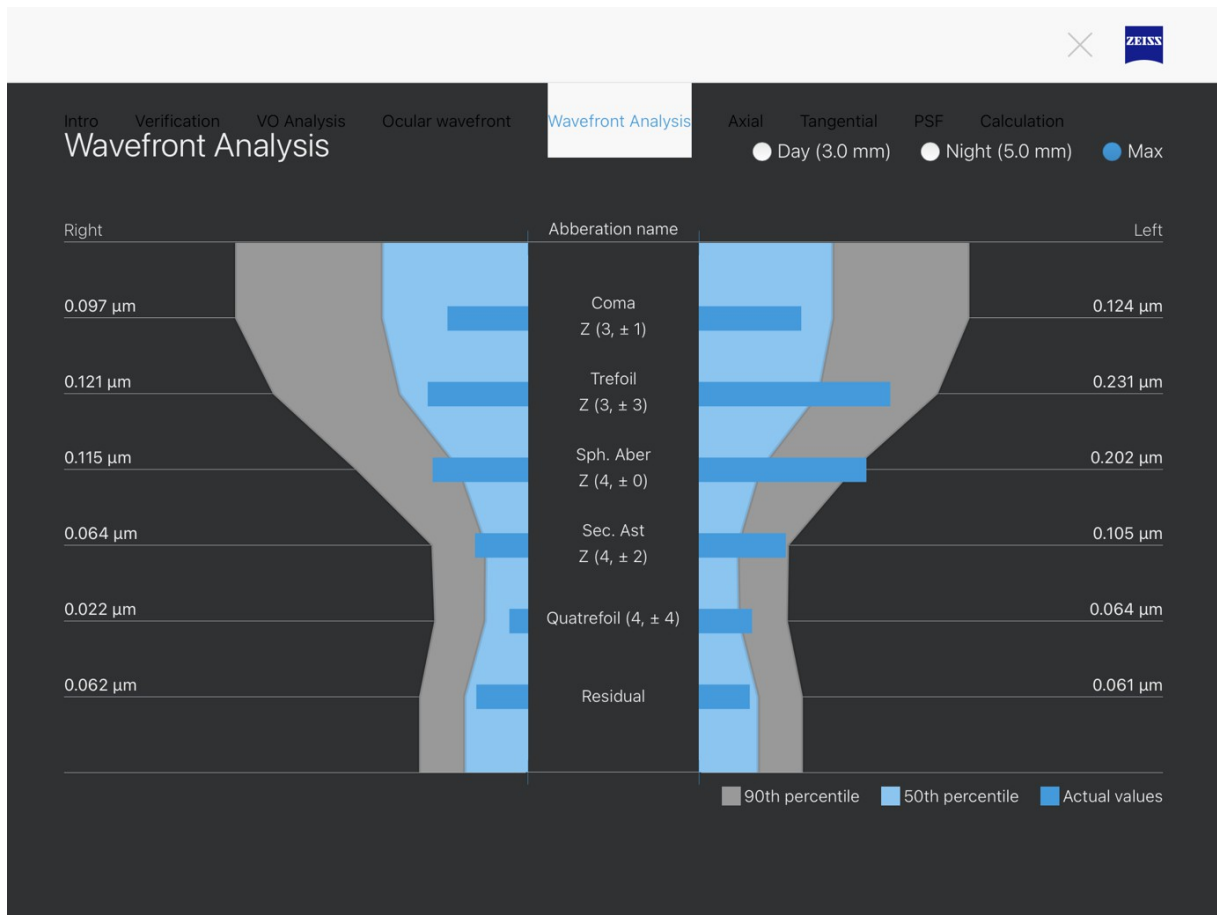 ZEISS
Intro Verification VO Analysis Ocular wavefront Wavefront Analysis Axial Tangential PSF Calculation
Wavefront Analysis
Day (3.0 mm) Night (5.0 mm) Max
Right Abberation name Left
0.097 µm Coma 0.124 µm
Z (3, ± 1)
0.121 µm Trefoil 0.231 µm
Z (3, ± 3)
0.115 µm Sph. Aber 0.202 µm
Z (4, ± 0)
0.064 µm Sec. Ast 0.105 µm
Z (4, ± 2)
0.022 µm Quatrefoil (4, ± 4) 0.064 µm
0.062 µm Residual 0.061 µm
90th percentile 50th percentile Actual values